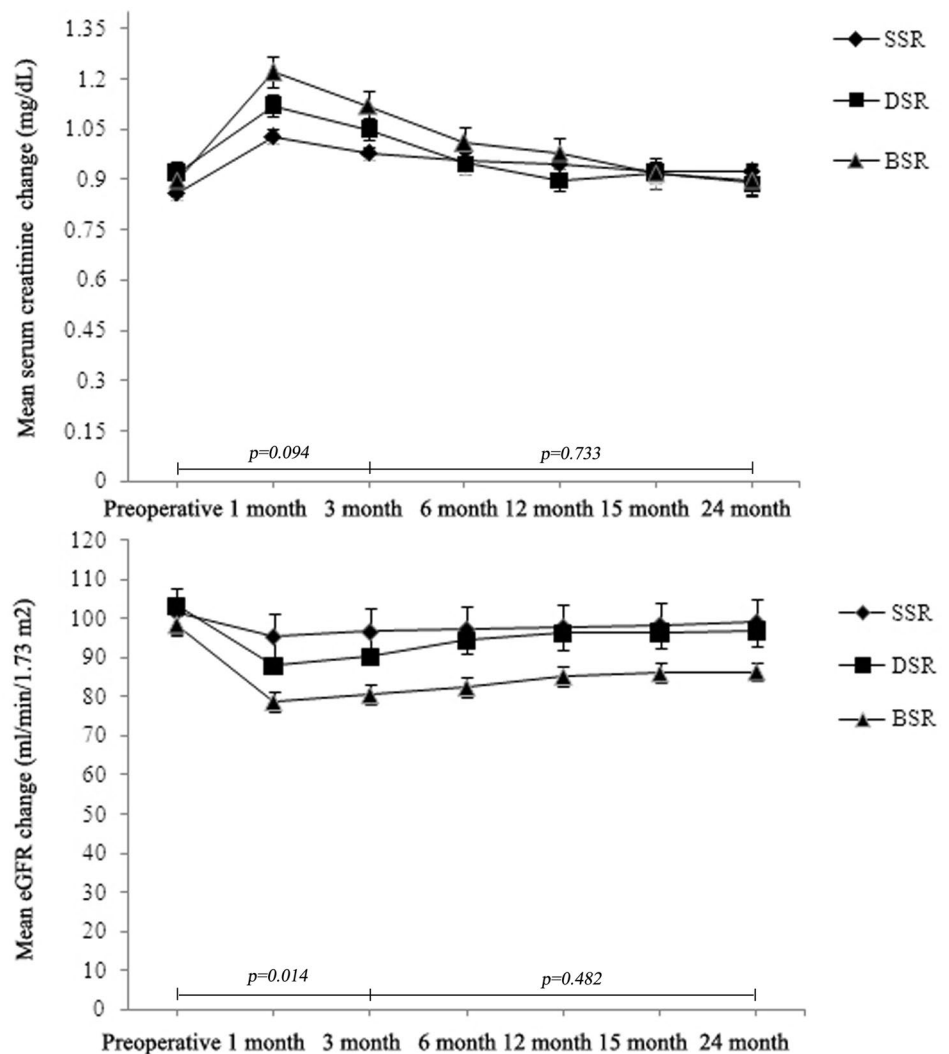 Mean serum creatinine change (mg/dL)
1.35
1.2
1.05
0.9
0.75
0.6
0.45
0.3
0.15
0
p=0.094
p=0.733
Preoperative 1 month 3 month 6 month 12 month 15 month 24 month
SSR
DSR
BSR
Mean eGFR change (ml/min/1.73 m2)
120
110
100
90
80
70
60
50
40
30
20
10
0
p=0.014
p=0.482
Preoperative 1 month 3 month 6 month 12 month 15 month 24 month
SSR
DSR
BSR